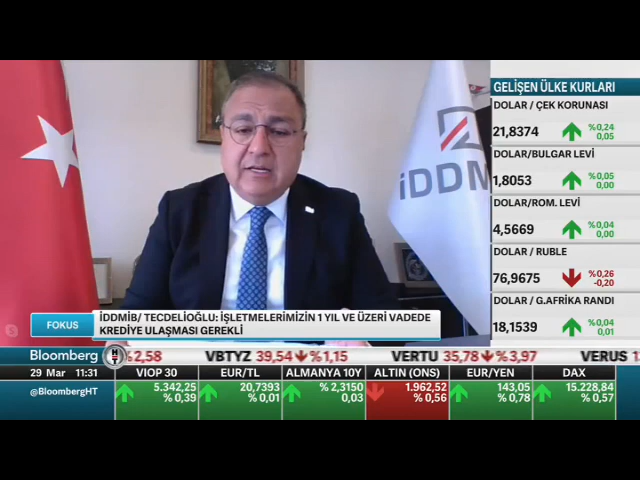 GELİŞEN ÜLKE KURLARI
DOLAR / ÇEK KORUNASI
21,8374 %0,24
0,05
DOLAR/BULGAR LEVİ
1,8053 %0,05
0,00
DOLAR/ROM. LEVİ
4,5669 %0,04
0,00
DOLAR / RUBLE
76,9675 %0,26
-0,20
DOLAR / G.AFRİKA RANDI
18,1539 %0,04
0,01
İDDM
FOKUS
İDDMİB/ TECDELİOĞLU: İŞLETMELERİMİZİN 1 YIL VE ÜZERİ VADEDE
KREDİYE ULAŞMASI GEREKLİ
Bloomberg HT %2,58 VBTYZ 39,54 %1,15 VERTU 35,78 %3,97 VERUS 13
29 Mar 11:31 VIOP 30 EUR/TL ALMANYA 10Y ALTIN (ONS) EUR/YEN DAX
@BloombergHT 5.342,25 20,7393 % 2,3150 1.962,52 143,05 15.228,84
% 0,39 % 0,01 0,03 % 0,56 % 0,78 % 0,57